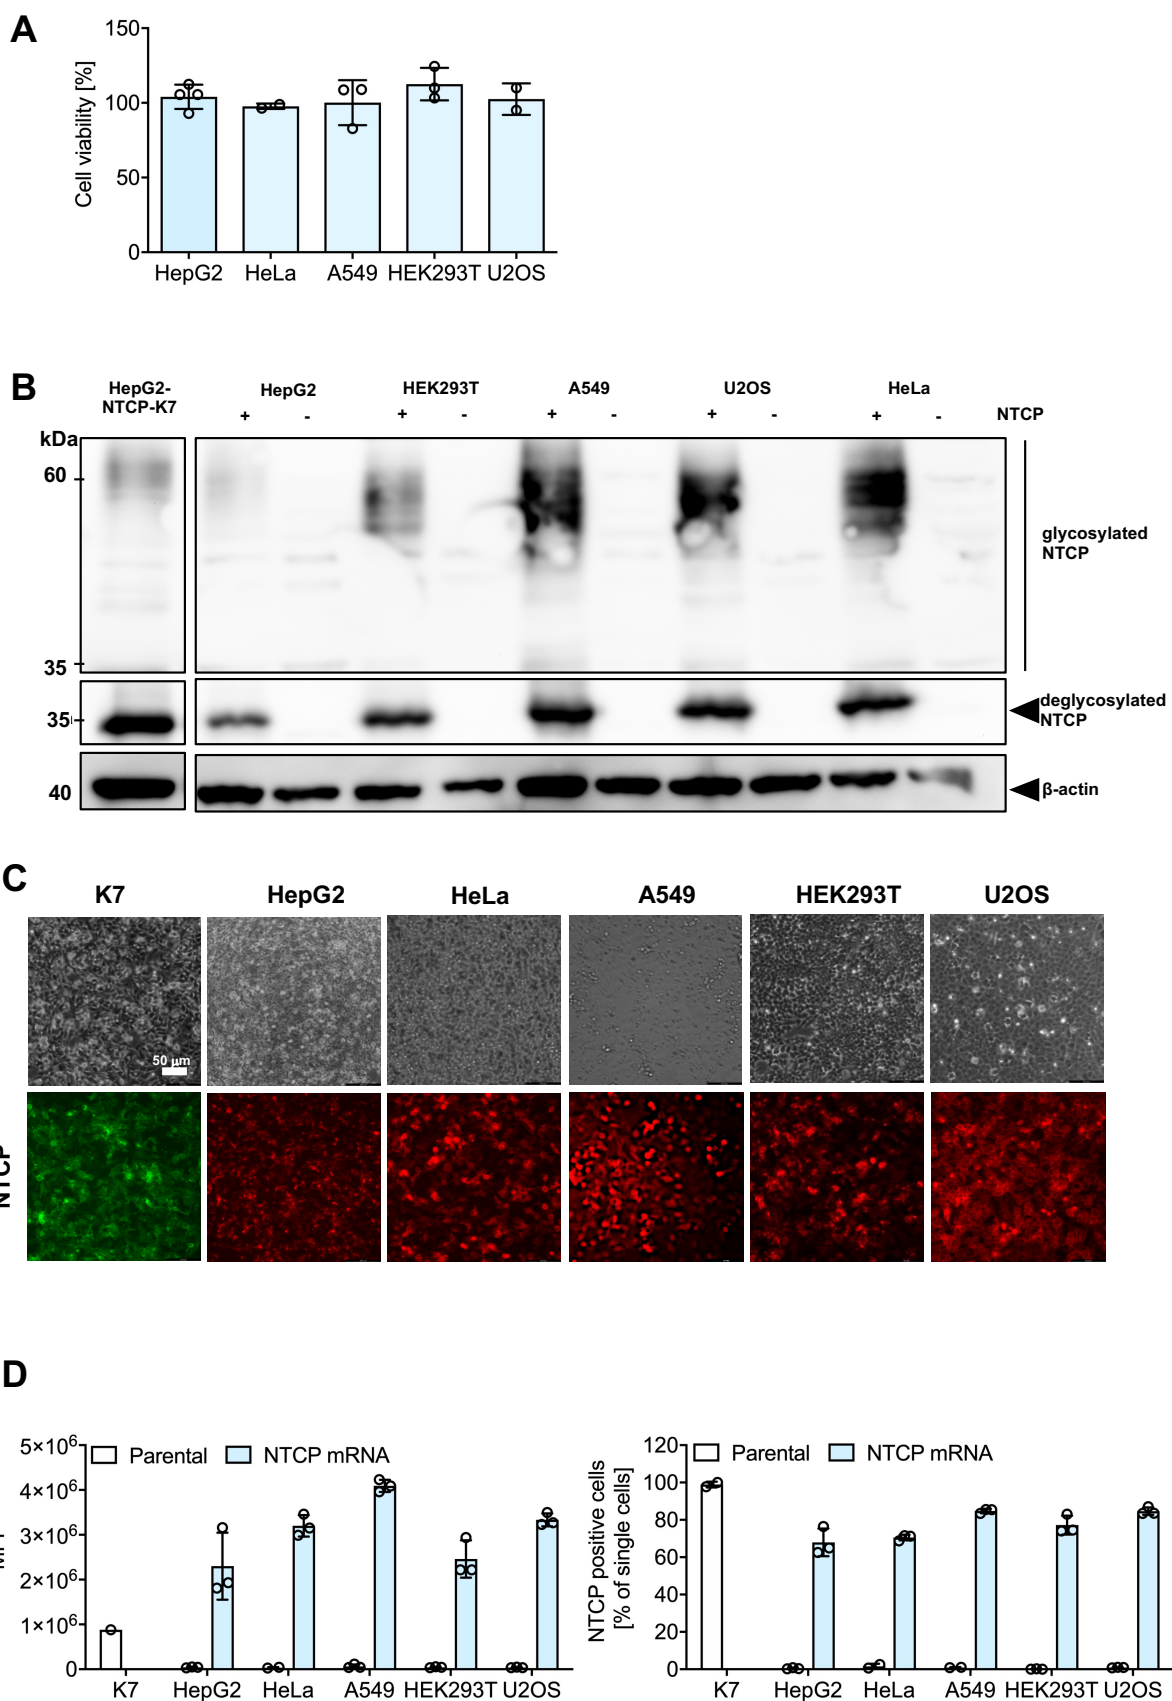 A
150
100
50
0
Cell viability [%]
HepG2 HeLa A549 HEK293T U2OS
B
HepG2-
NTCP-K7
HepG2 HEK293T A549 U2OS HeLa
+ - + - + - + - + - NTCP
kDa
60
35
glycosylated
NTCP
35
deglycosylated
NTCP
40
β-actin
C
K7 HepG2 HeLa A549 HEK293T U2OS
50 µm
NTCP
D
5×10⁶
4×10⁶
3×10⁶
2×10⁶
1×10⁶
0
Parental NTCP mRNA
K7 HepG2 HeLa A549 HEK293T U2OS
NTCP positive cells
[% of single cells]
120
100
80
60
40
20
0
Parental NTCP mRNA
K7 HepG2 HeLa A549 HEK293T U2OS